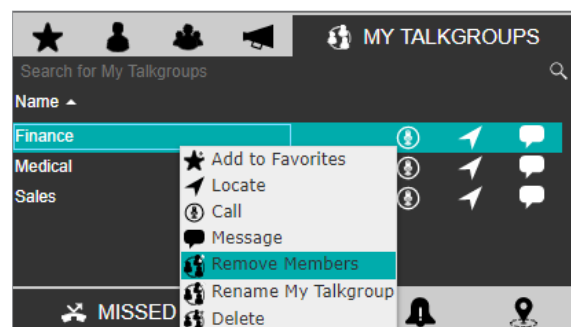 MY TALKGROUPS
Search for My Talkgroups
Name
Finance
Medical
Sales
Add to Favorites
Locate
Call
Message
Remove Members
Rename My Talkgroup
Delete
MISSED